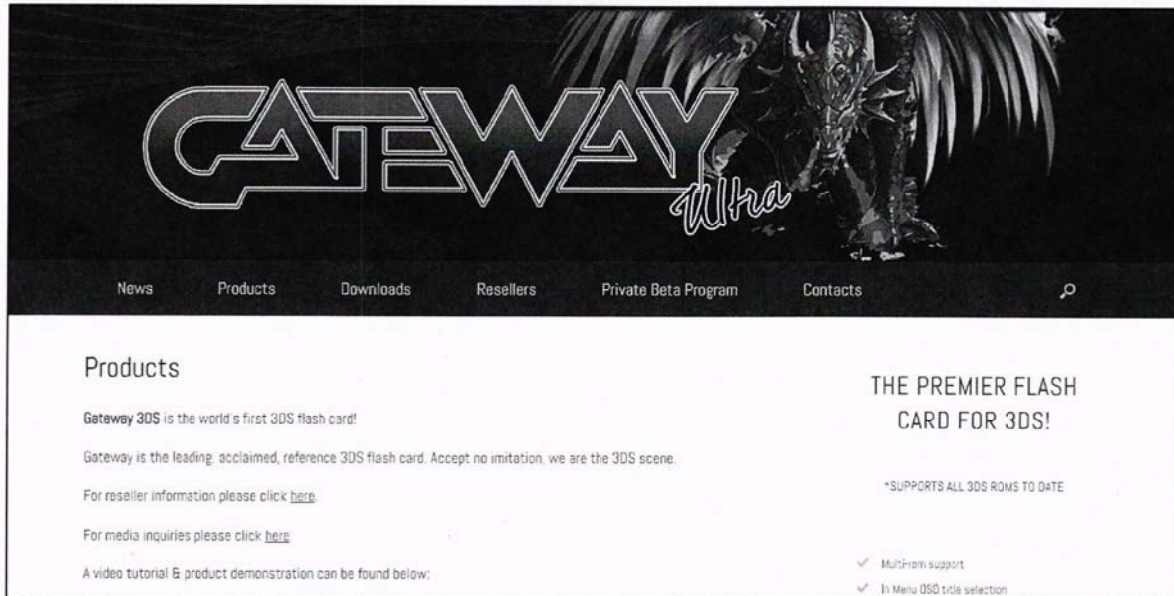 GATEWAY
Ultra
News Products Downloads Resellers Private Beta Program Contacts
Products
Gateway 3DS is the world's first 3DS flash card!
Gateway is the leading, acclaimed, reference 3DS flash card. Accept no imitation, we are the 3DS scene.
For reseller information please click here.
For media inquiries please click here
A video tutorial & product demonstration can be found below:
THE PREMIER FLASH
CARD FOR 3DS!
*SUPPORTS ALL 3DS ROMS TO DATE
Multi-rom support
In Menu OSD title selection